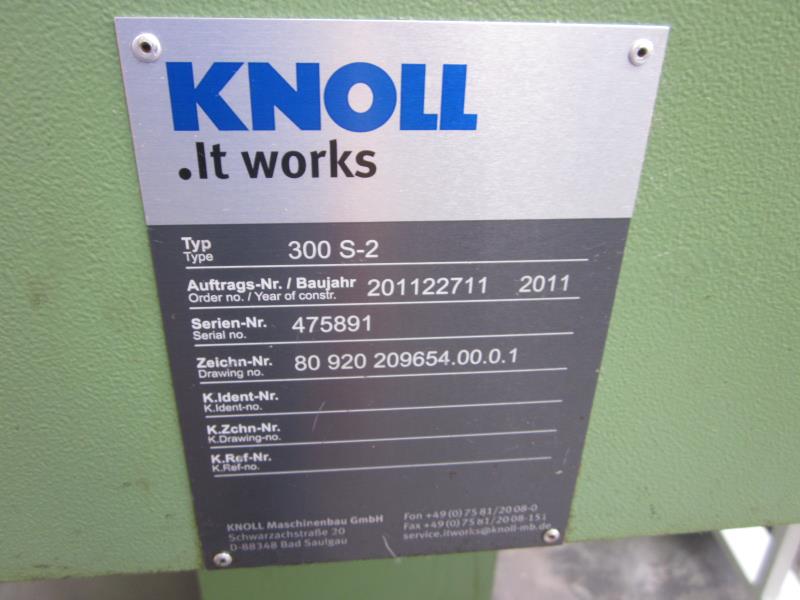 KNOLL
.It works
Typ 300 S-2
Type
Auftrags-Nr. / Baujahr 201122711 2011
Order no. / Year of constr.
Serien-Nr. 475891
Serial no.
Zeichn-Nr. 80 920 209654.00.0.1
Drawing no.
K.Ident-Nr.
K.Ident-no.
K.Zchn-Nr.
K.Drawing-no.
K.Ref-Nr.
K.Ref-no.
KNOLL Maschinenbau GmbH
Schwarzachstraße 20
D-88348 Bad Saulgau
Fon +49 (0) 75 81/20 08-0
Fax +49 (0) 75 81/20 08-151
service.itworks@knoll-mb.de